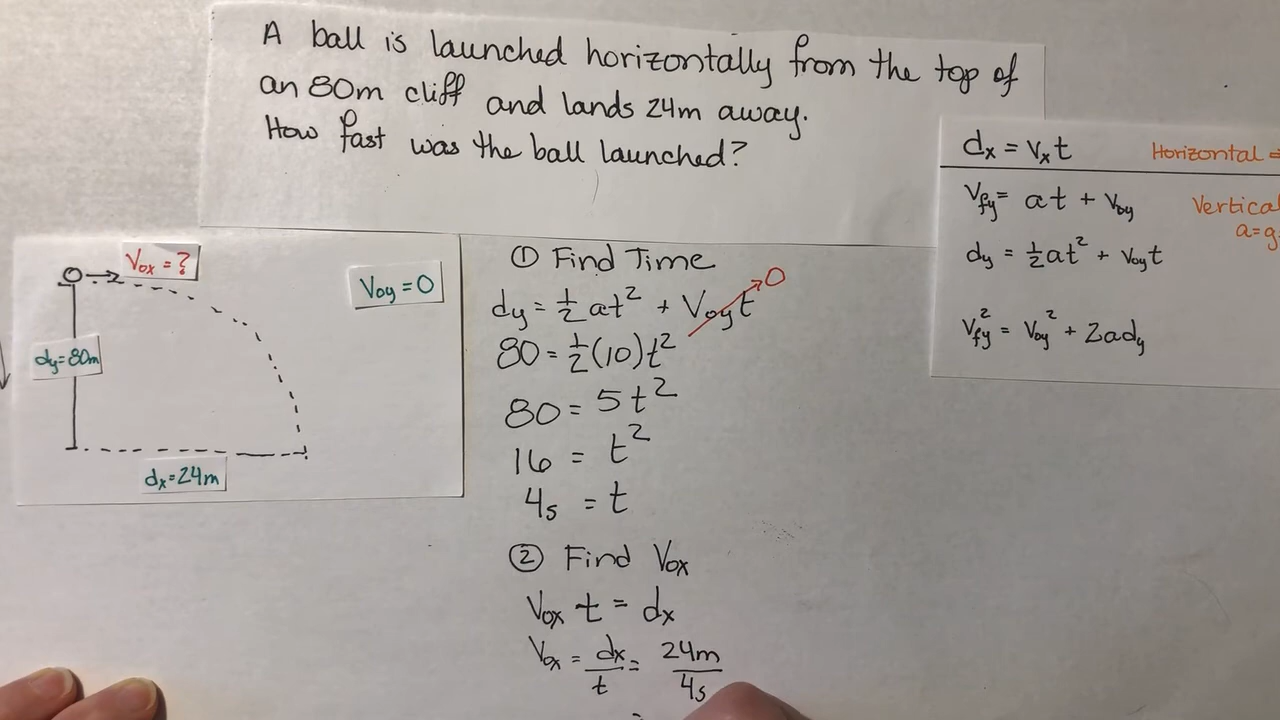 A ball is launched horizontally from the top of
an 80m cliff and lands 24m away.
How fast was the ball launched?
dx = vxt Horizontal =
Vfy = at + Voy Vertical
a=g
dy = ½at² + Voyt
Vfy² = Voy² + 2ady
Vox = ?
Voy = 0
dy=80m
dx=24m
① Find Time
dy = ½at² + Voyt 0
80 = ½(10)t²
80 = 5t²
16 = t²
4s = t
② Find Vox
Vox t = dx
Vox = dx/t = 24m/4s